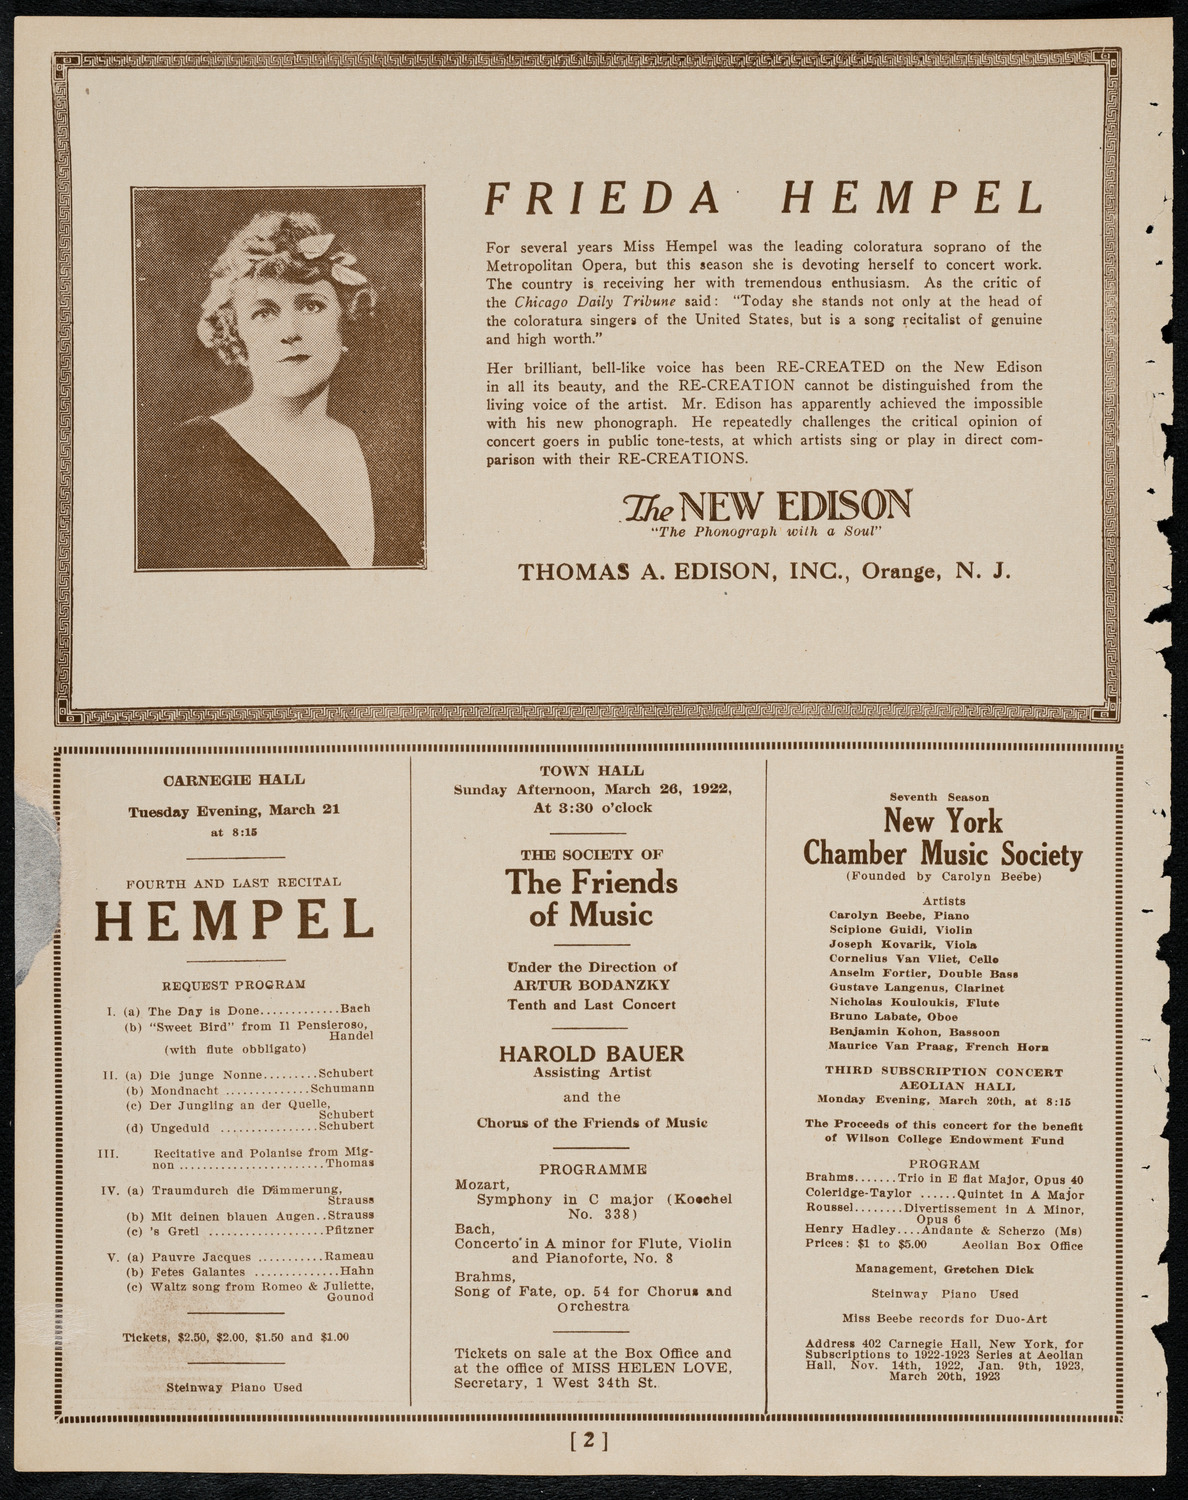 FRIEDA HEMPEL
For several years Miss Hempel was the leading coloratura soprano of the
Metropolitan Opera, but this season she is devoting herself to concert work.
The country is receiving her with tremendous enthusiasm. As the critic of
the Chicago Daily Tribune said: "Today she stands not only at the head of
the coloratura singers of the United States, but is a song recitalist of genuine
and high worth."
Her brilliant, bell-like voice has been RE-CREATED on the New Edison
in all its beauty, and the RE-CREATION cannot be distinguished from the
living voice of the artist. Mr. Edison has apparently achieved the impossible
with his new phonograph. He repeatedly challenges the critical opinion of
concert goers in public tone-tests, at which artists sing or play in direct com-
parison with their RE-CREATIONS.
The NEW EDISON
"The Phonograph with a Soul"
THOMAS A. EDISON, INC., Orange, N. J.
CARNEGIE HALL
Tuesday Evening, March 21
at 8:15
FOURTH AND LAST RECITAL
HEMPEL
REQUEST PROGRAM
I. (a) The Day is Done.............Bach
(b) "Sweet Bird" from Il Pensieroso,
Handel
(with flute obbligato)
II. (a) Die junge Nonne.........Schubert
(b) Mondnacht ..............Schumann
(c) Der Jungling an der Quelle,
Schubert
(d) Ungeduld ................Schubert
III. Recitative and Polanise from Mig-
non ........................Thomas
IV. (a) Traumdurch die Dämmerung,
Strauss
(b) Mit deinen blauen Augen..Strauss
(c) 's Gretl ...................Pfitzner
V. (a) Pauvre Jacques ...........Rameau
(b) Fetes Galantes ..............Hahn
(c) Waltz song from Romeo & Juliette,
Gounod
Tickets, $2.50, $2.00, $1.50 and $1.00
Steinway Piano Used
TOWN HALL
Sunday Afternoon, March 26, 1922,
At 3:30 o'clock
THE SOCIETY OF
The Friends
of Music
Under the Direction of
ARTUR BODANZKY
Tenth and Last Concert
HAROLD BAUER
Assisting Artist
and the
Chorus of the Friends of Music
PROGRAMME
Mozart,
Symphony in C major (Koechel
No. 338)
Bach,
Concerto in A minor for Flute, Violin
and Pianoforte, No. 8
Brahms,
Song of Fate, op. 54 for Chorus and
Orchestra
Tickets on sale at the Box Office and
at the office of MISS HELEN LOVE,
Secretary, 1 West 34th St.
Seventh Season
New York
Chamber Music Society
(Founded by Carolyn Beebe)
Artists
Carolyn Beebe, Piano
Scipione Guidi, Violin
Joseph Kovarik, Viola
Cornelius Van Vliet, Cello
Anselm Fortier, Double Bass
Gustave Langenus, Clarinet
Nicholas Kouloukis, Flute
Bruno Labate, Oboe
Benjamin Kohon, Bassoon
Maurice Van Praag, French Horn
THIRD SUBSCRIPTION CONCERT
AEOLIAN HALL
Monday Evening, March 20th, at 8:15
The Proceeds of this concert for the benefit
of Wilson College Endowment Fund
PROGRAM
Brahms.......Trio in E flat Major, Opus 40
Coleridge-Taylor ......Quintet in A Major
Roussel........Divertissement in A Minor,
Opus 6
Henry Hadley....Andante & Scherzo (Ms)
Prices: $1 to $5.00 Aeolian Box Office
Management, Gretchen Dick
Steinway Piano Used
Miss Beebe records for Duo-Art
Address 402 Carnegie Hall, New York, for
Subscriptions to 1922-1923 Series at Aeolian
Hall, Nov. 14th, 1922, Jan. 9th, 1923,
March 20th, 1923
[ 2 ]